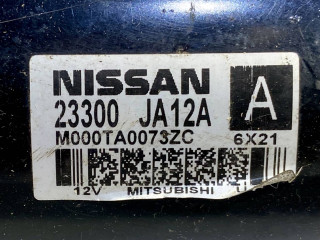 NISSAN
23300 JA12A A
M000TA0073ZC 6X21
12V MITSUBISHI